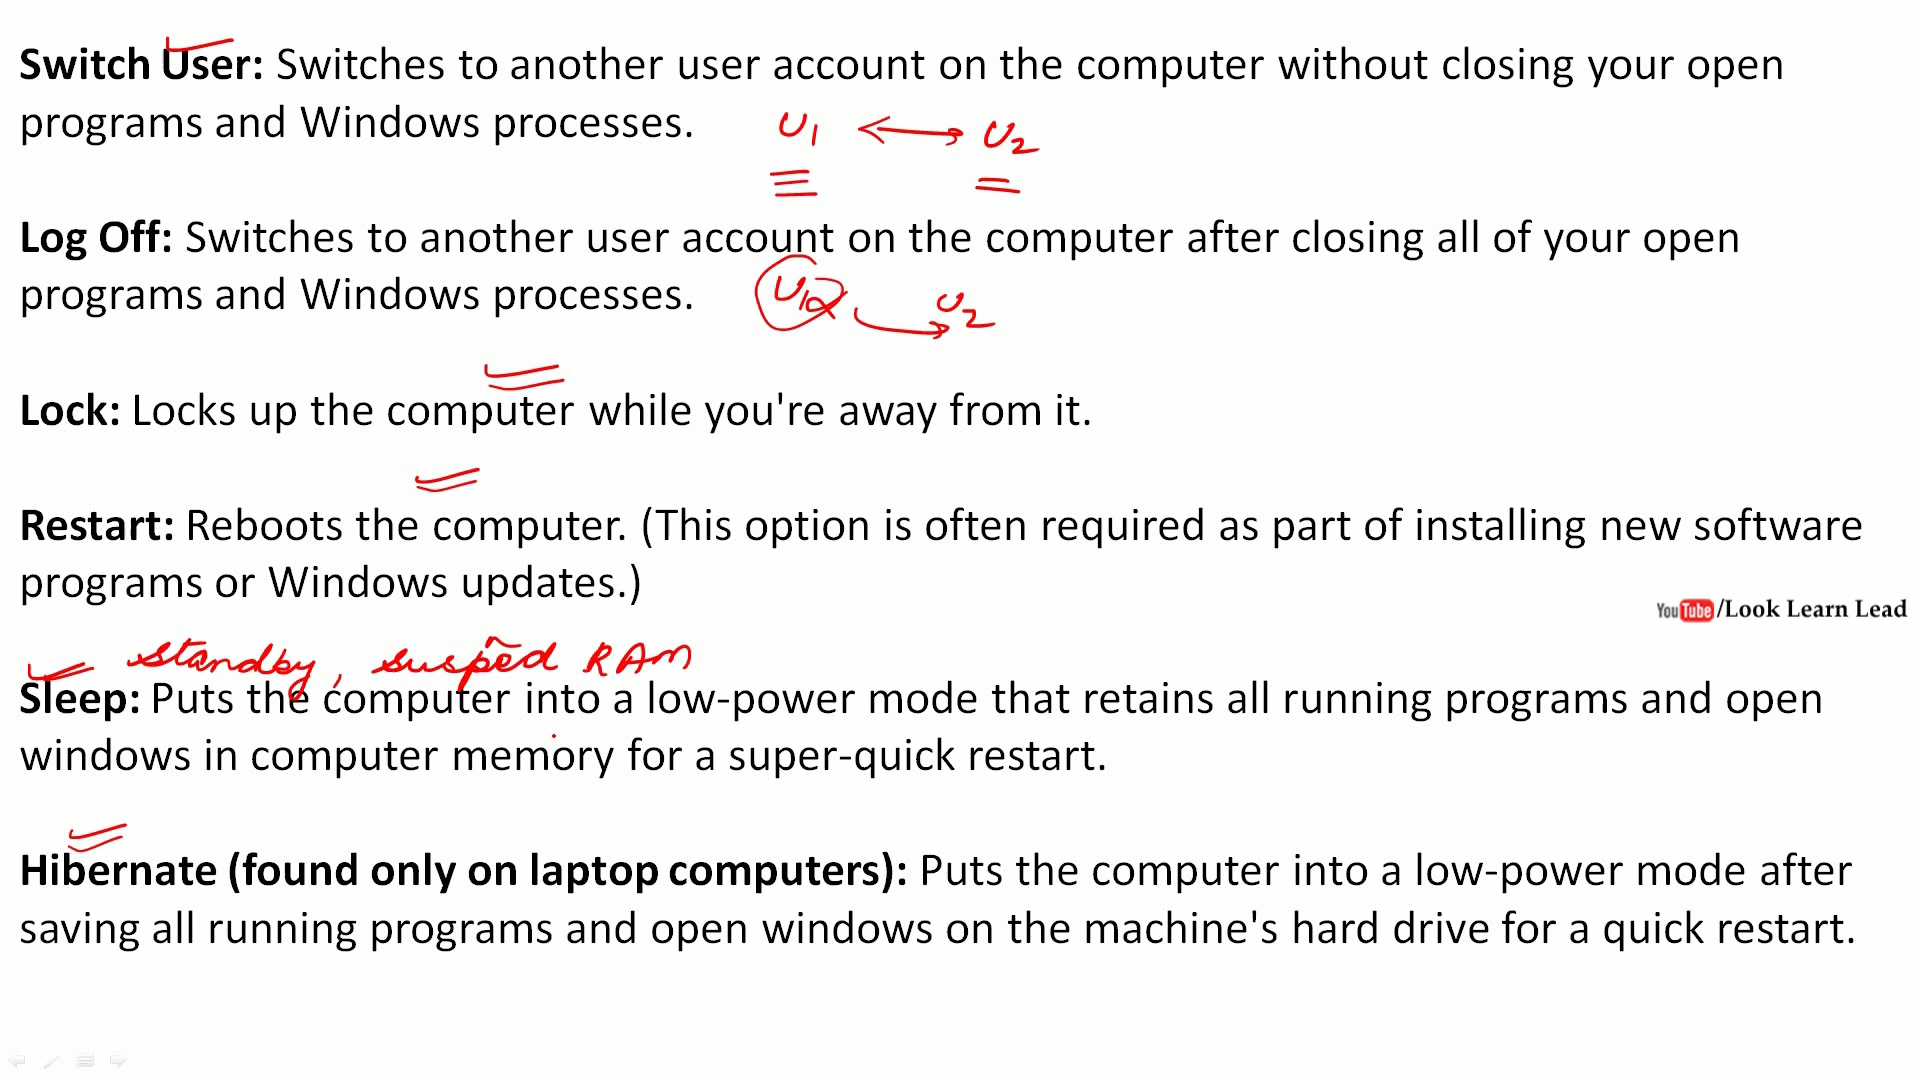 Switch User: Switches to another user account on the computer without closing your open
programs and Windows processes.
U1 U2
Log Off: Switches to another user account on the computer after closing all of your open
programs and Windows processes.
U1 U2
Lock: Locks up the computer while you're away from it.
Restart: Reboots the computer. (This option is often required as part of installing new software
programs or Windows updates.)
YouTube/Look Learn Lead
standby, susped RAM
Sleep: Puts the computer into a low-power mode that retains all running programs and open
windows in computer memory for a super-quick restart.
Hibernate (found only on laptop computers): Puts the computer into a low-power mode after
saving all running programs and open windows on the machine's hard drive for a quick restart.